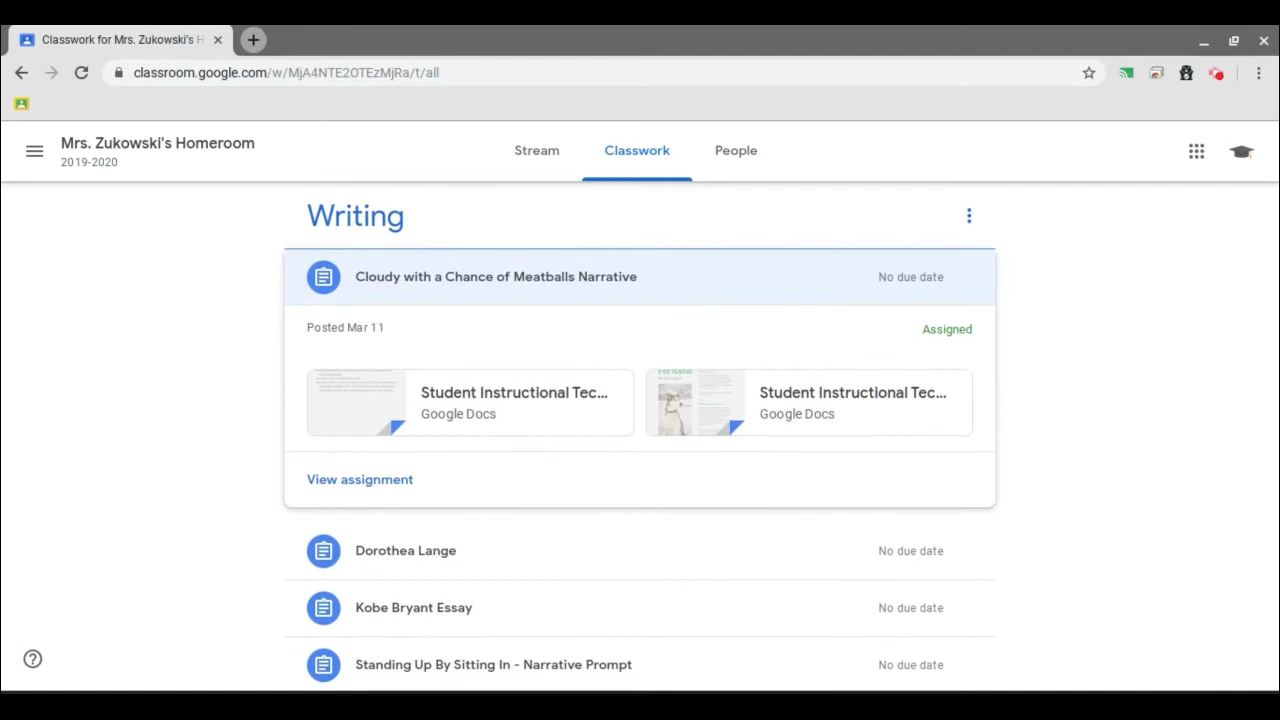 Classwork for Mrs. Zukowski's H
classroom.google.com/w/MjA4NTE2OTEzMjRa/t/all
Mrs. Zukowski's Homeroom
2019-2020
Stream
Classwork
People
Writing
Cloudy with a Chance of Meatballs Narrative
No due date
Posted Mar 11
Assigned
Student Instructional Tec...
Google Docs
Pet Name
Student Instructional Tec...
Google Docs
View assignment
Dorothea Lange
No due date
Kobe Bryant Essay
No due date
Standing Up By Sitting In - Narrative Prompt
No due date